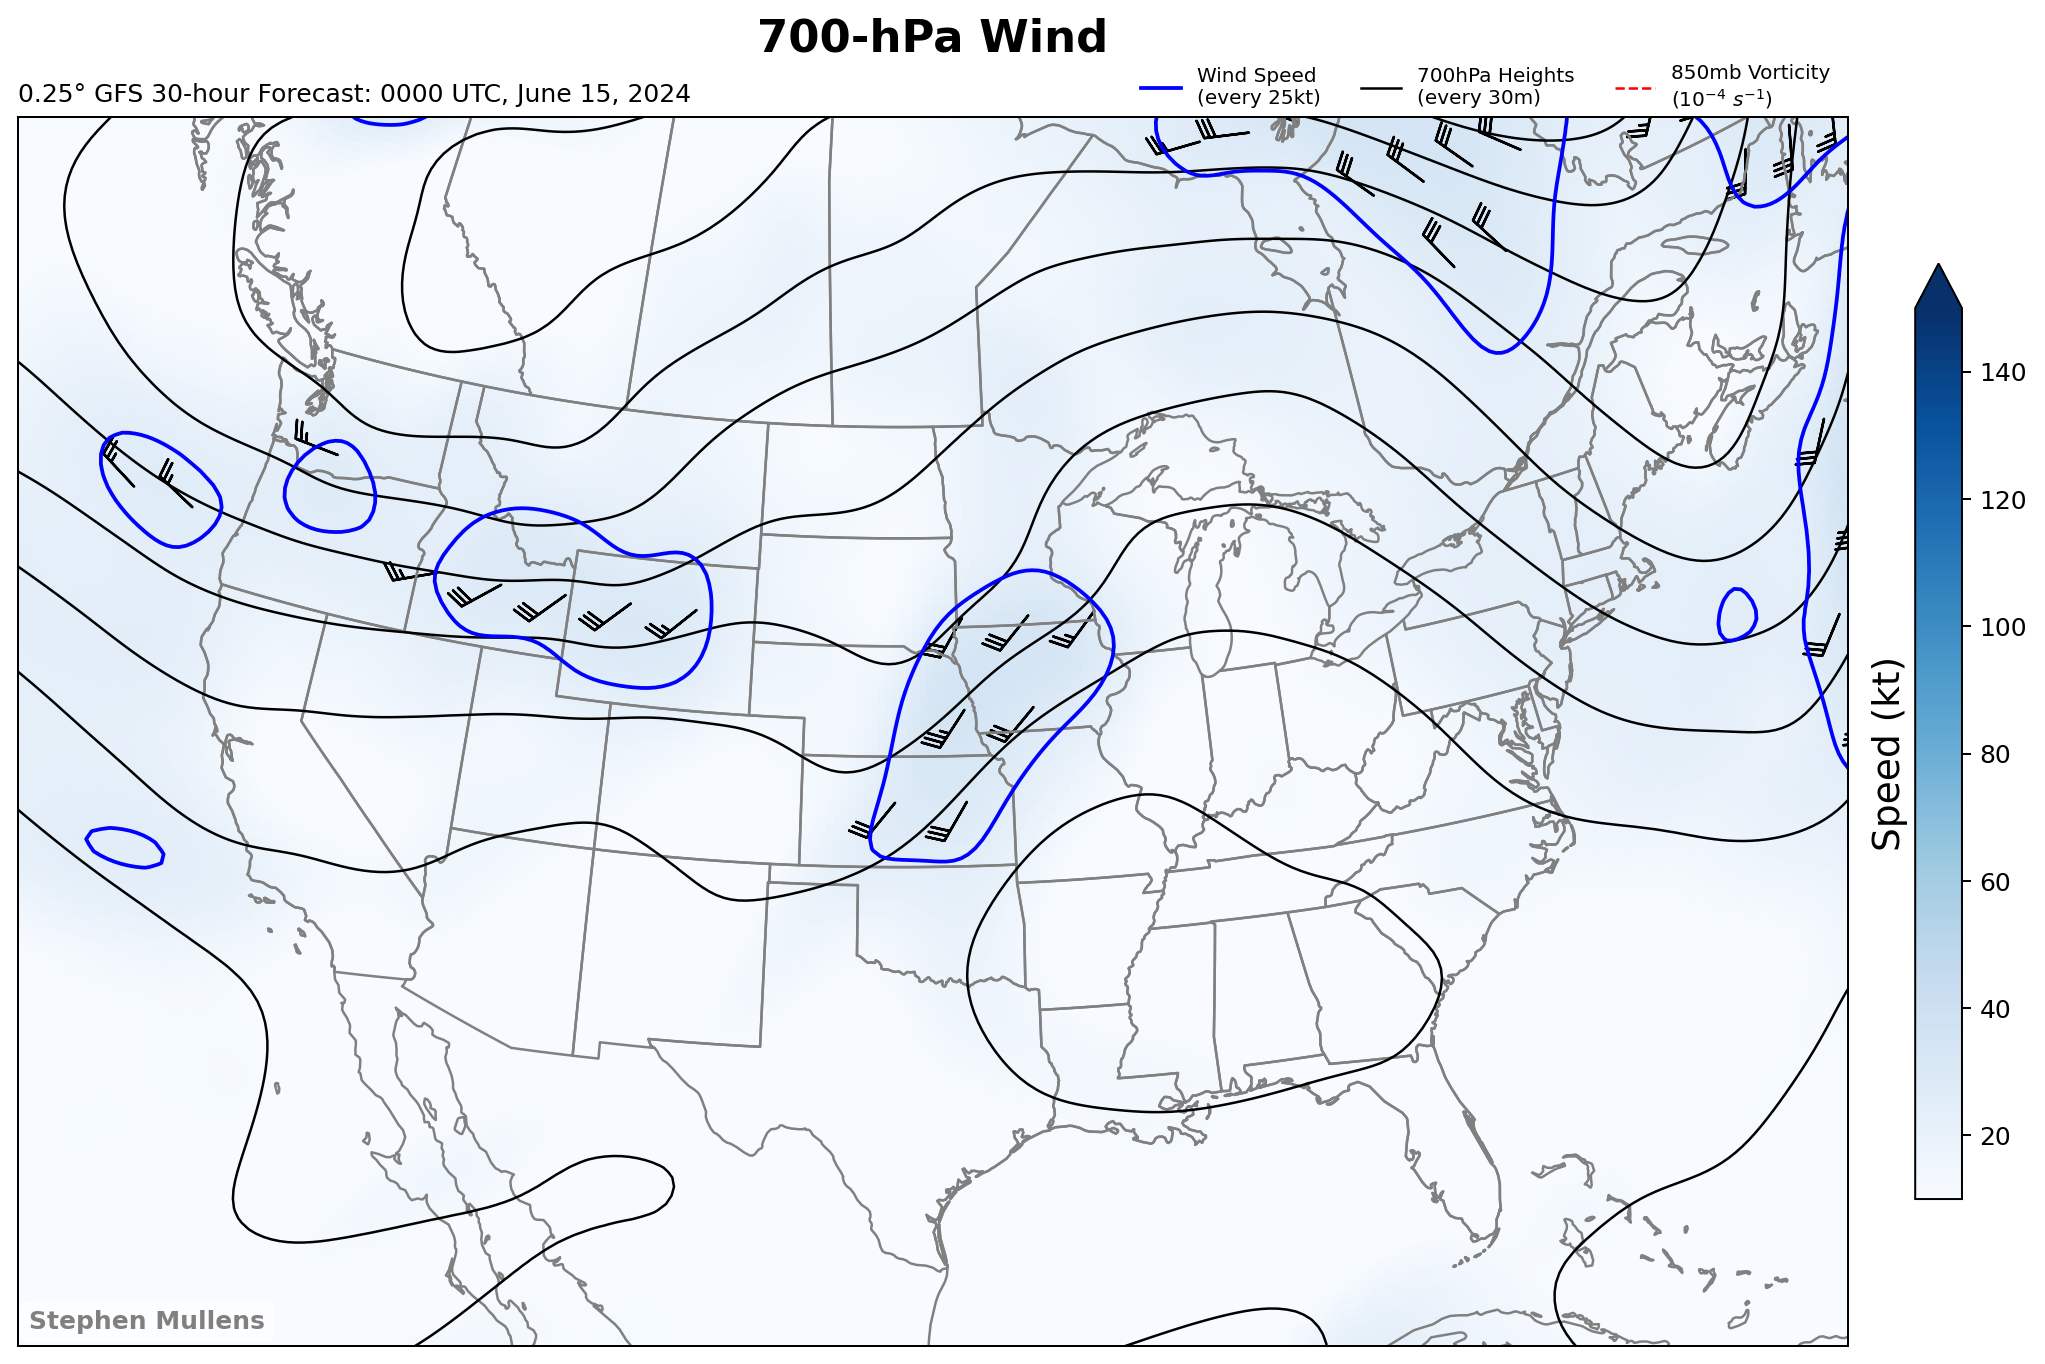 700-hPa Wind
0.25° GFS 30-hour Forecast: 0000 UTC, June 15, 2024
Wind Speed
(every 25kt)
700hPa Heights
(every 30m)
850mb Vorticity
(10⁻⁴ s⁻¹)
140
120
100
80
60
40
20
Speed (kt)
Stephen Mullens